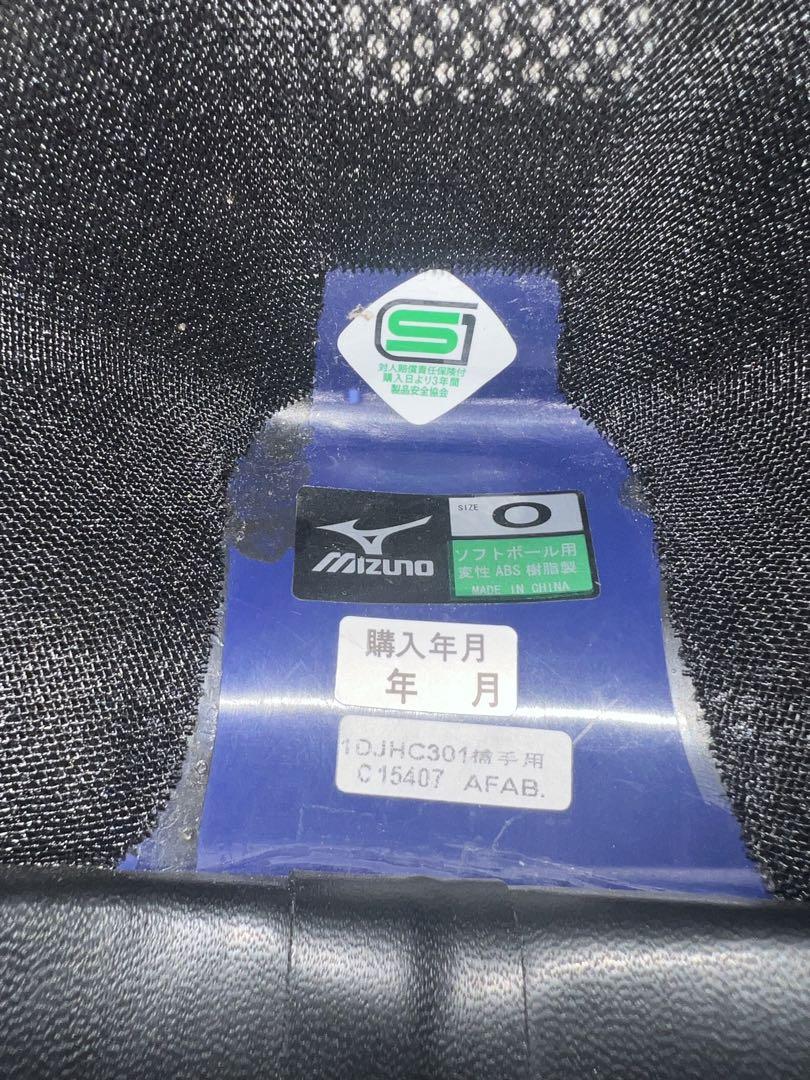 S
対人賠償責任保険付
購入日より3年間
製品安全協会
SIZE O
MIZUNO
ソフトボール用
変性 ABS 樹脂製
MADE IN CHINA
購入年月
年 月
1DJHC301捕手用
C15407 AFAB.